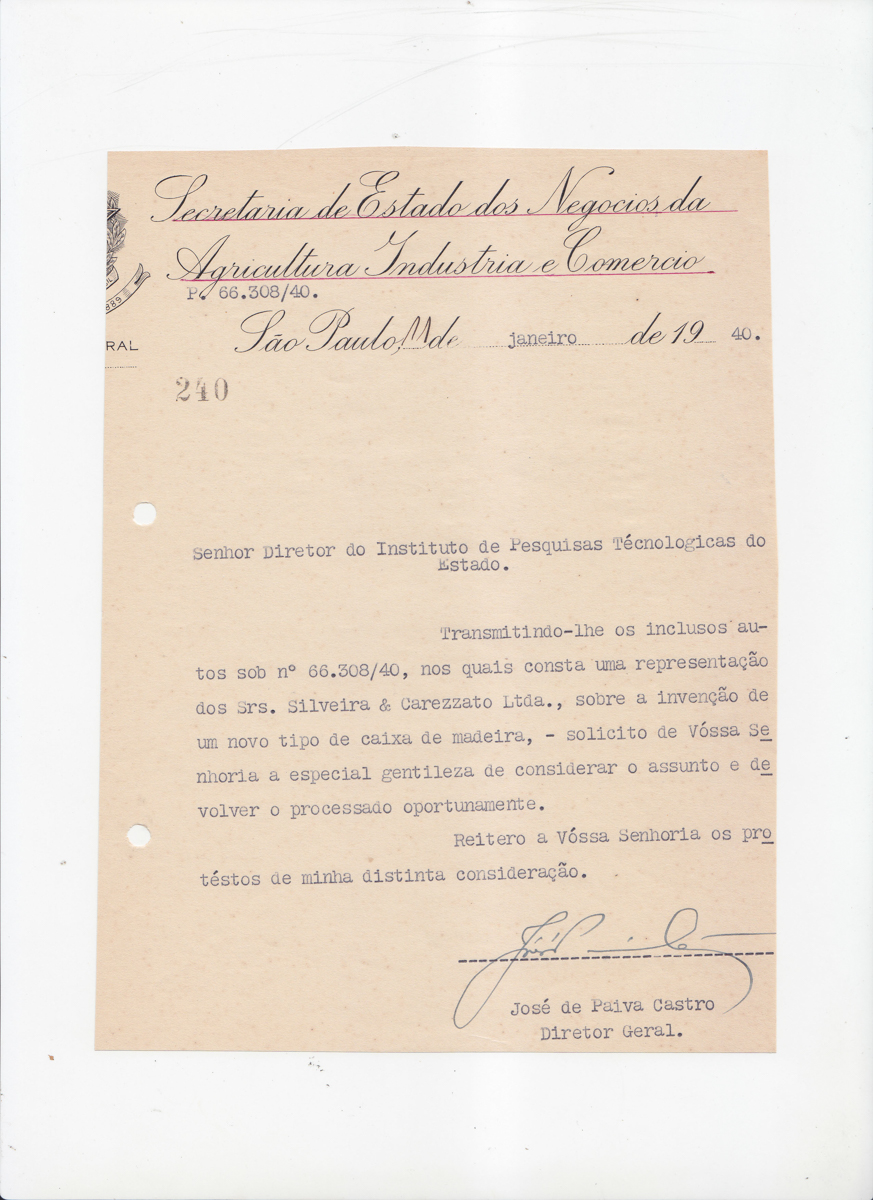 Secretaria de Estado dos Negocios da
Agricultura Industria e Comercio
P. 66.308/40.
889
RAL
São Paulo, 11 de janeiro de 19 40.
240
Senhor Diretor do Instituto de Pesquisas Técnologicas do
Estado.
Transmitindo-lhe os inclusos au-
tos sob nº 66.308/40, nos quais consta uma representação
dos Srs. Silveira & Carezzato Ltda., sobre a invenção de
um novo tipo de caixa de madeira, - solicito de Vóssa Se
nhoria a especial gentileza de considerar o assunto e de
volver o processado oportunamente.
Reitero a Vóssa Senhoria os pro
téstos de minha distinta consideração.
José de Paiva Castro
Diretor Geral.